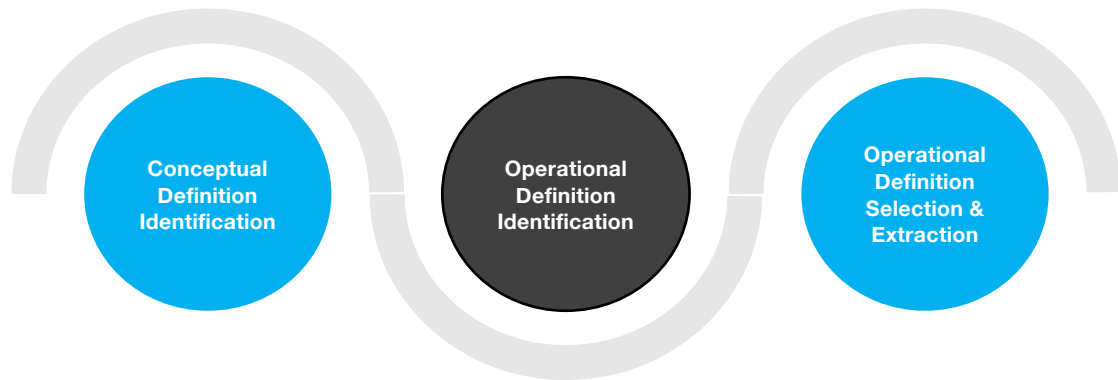 Conceptual
Definition
Identification
Operational
Definition
Identification
Operational
Definition
Selection &
Extraction